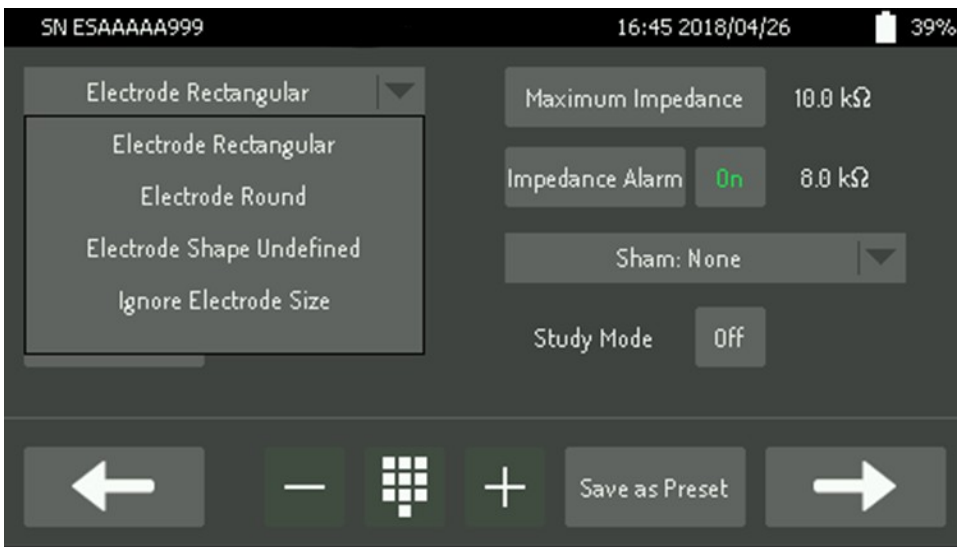 SN ESAAAAA999
16:45 2018/04/26
39%
Electrode Rectangular
Electrode Rectangular
Electrode Round
Electrode Shape Undefined
Ignore Electrode Size
Maximum Impedance 10.0 kΩ
Impedance Alarm On 8.0 kΩ
Sham: None
Study Mode Off
Save as Preset